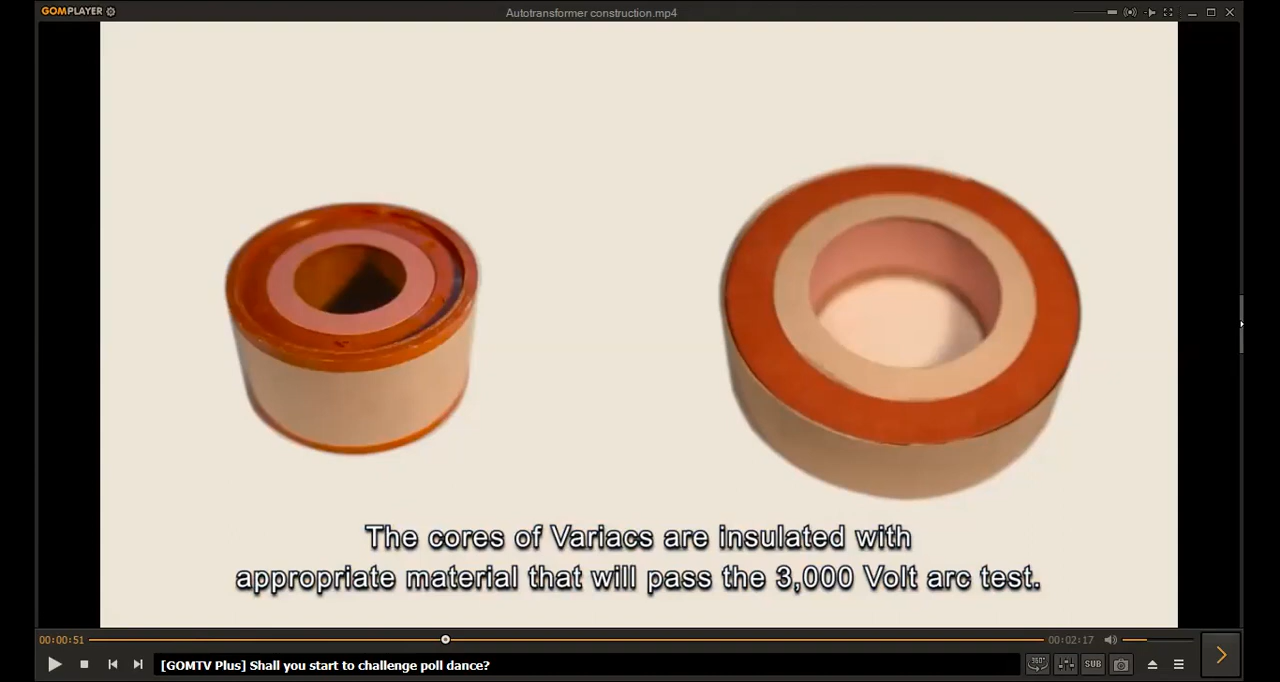 GOMPLAYER
Autotransformer construction.mp4
The cores of Variacs are insulated with
appropriate material that will pass the 3,000 Volt arc test.
00:00:51
00:02:17
[GOMTV Plus] Shall you start to challenge poll dance?
360°
SUB